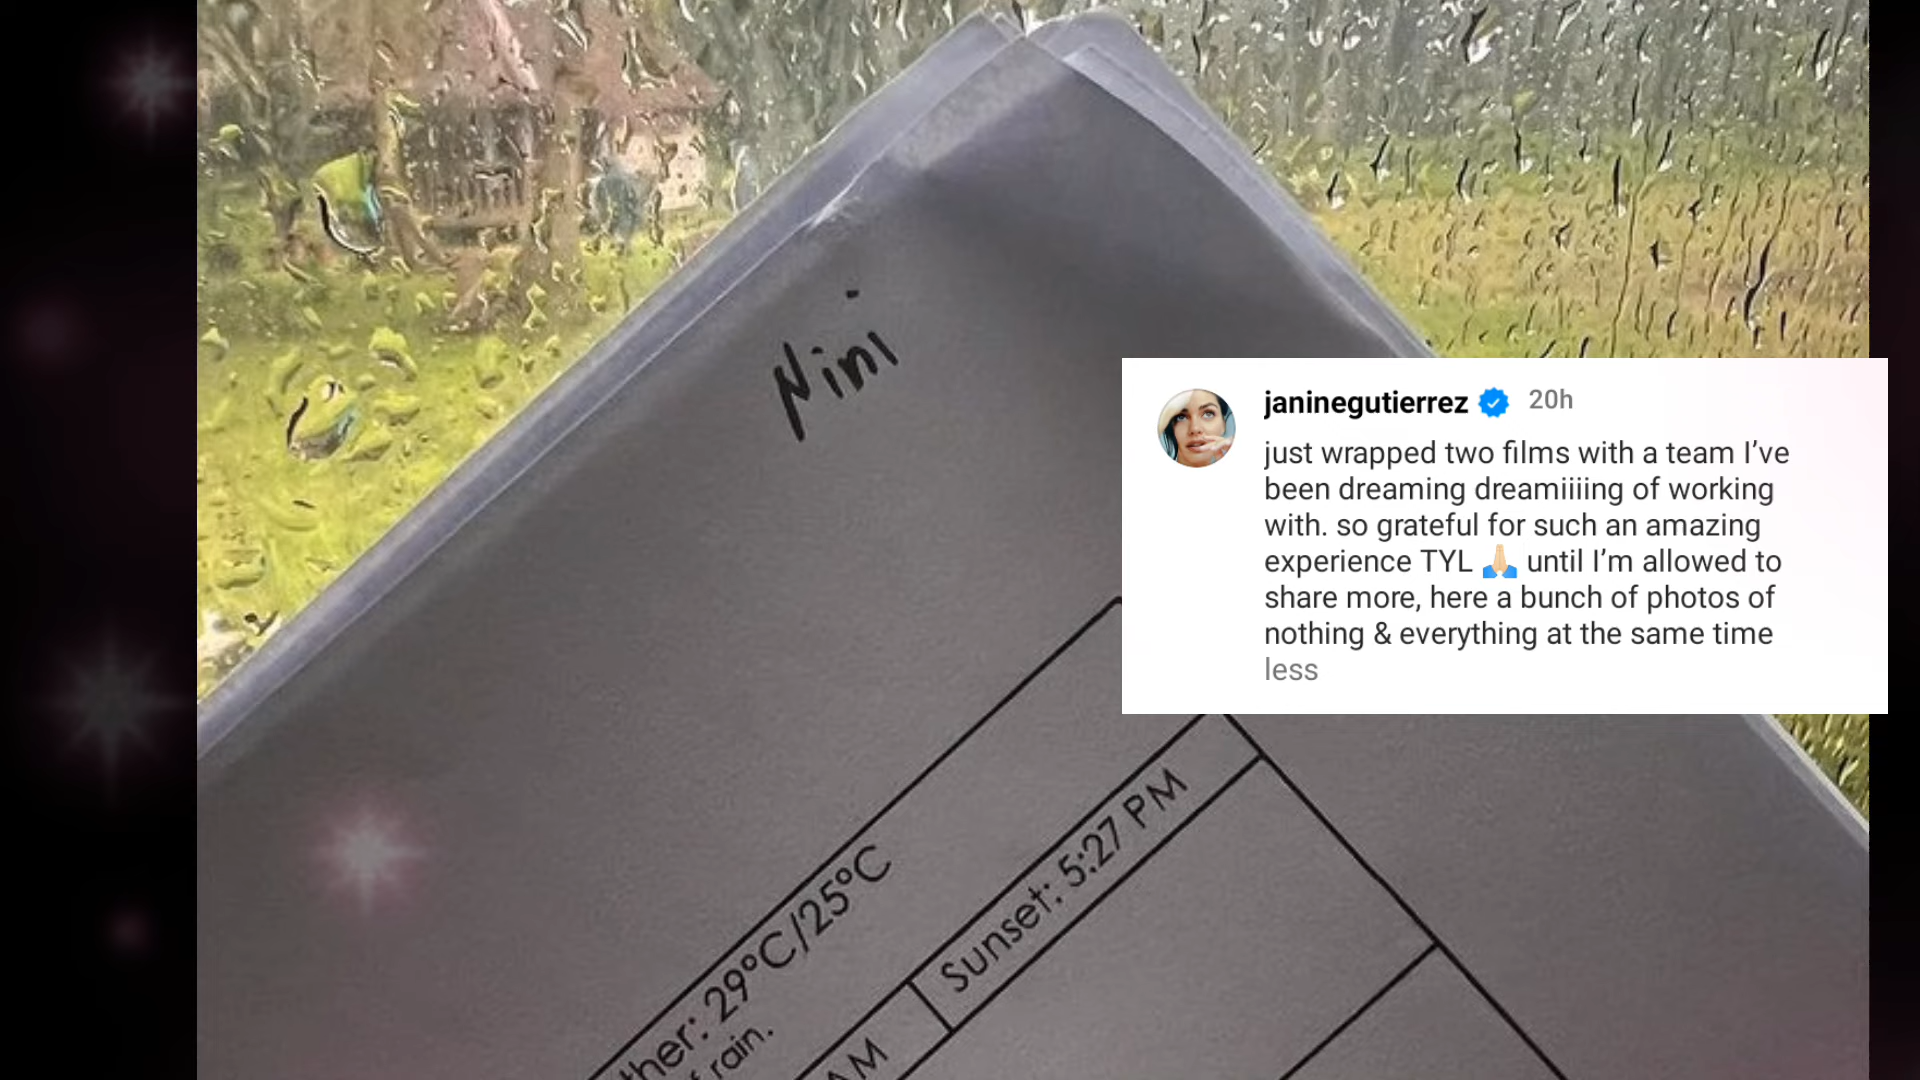 Nini
janinegutierrez 20h
just wrapped two films with a team I’ve
been dreaming dreamiiiing of working
with. so grateful for such an amazing
experience TYL 🙏🏻 until I’m allowed to
share more, here a bunch of photos of
nothing & everything at the same time
less
ther: 29°C/25°C
f rain.
AM
Sunset: 5:27 PM